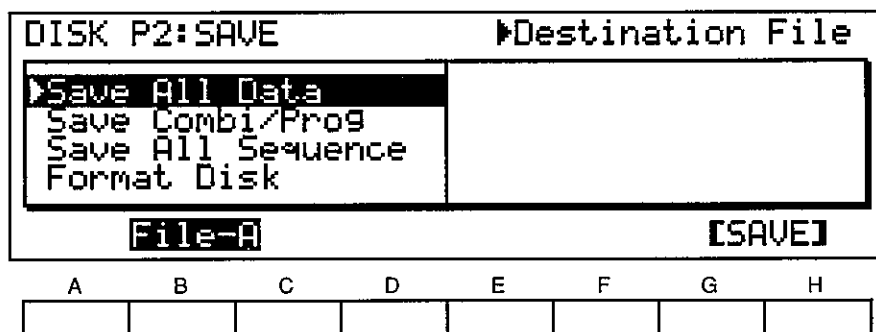 DISK P2:SAVE ▶Destination File
▶Save All Data
Save Combi/Prog
Save All Sequence
Format Disk
File-A [SAVE]
A B C D E F G H